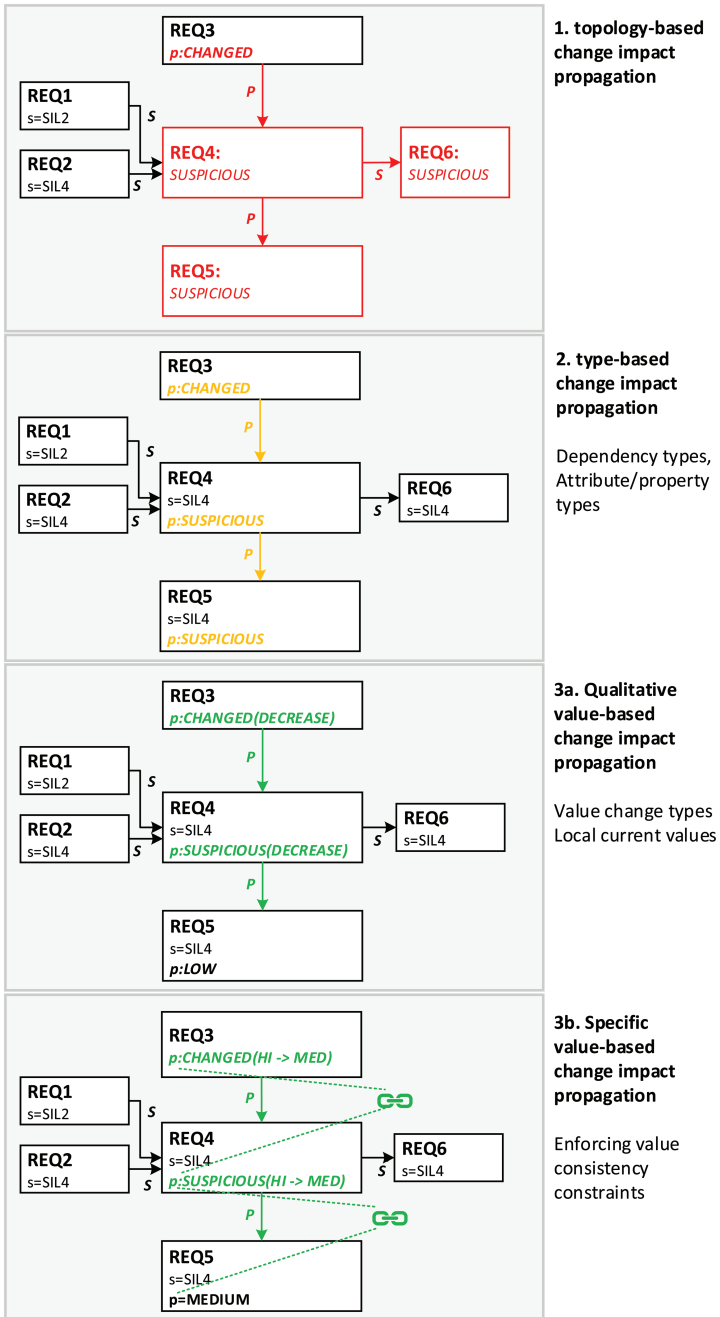 REQ3
p:CHANGED
1. topology-based
change impact
propagation
P
REQ1
s=SIL2
S
REQ2
s=SIL4
S
REQ4:
SUSPICIOUS
S
REQ6:
SUSPICIOUS
P
REQ5:
SUSPICIOUS
REQ3
p:CHANGED
2. type-based
change impact
propagation
Dependency types,
Attribute/property
types
P
REQ1
s=SIL2
S
REQ2
s=SIL4
S
REQ4
s=SIL4
p:SUSPICIOUS
S
REQ6
s=SIL4
P
REQ5
s=SIL4
p:SUSPICIOUS
REQ3
p:CHANGED(DECREASE)
3a. Qualitative
value-based
change impact
propagation
Value change types
Local current values
P
REQ1
s=SIL2
S
REQ2
s=SIL4
S
REQ4
s=SIL4
p:SUSPICIOUS(DECREASE)
S
REQ6
s=SIL4
P
REQ5
s=SIL4
p:LOW
REQ3
p:CHANGED(HI -> MED)
3b. Specific
value-based
change impact
propagation
Enforcing value
consistency
constraints
P
REQ1
s=SIL2
S
REQ2
s=SIL4
S
REQ4
s=SIL4
p:SUSPICIOUS(HI -> MED)
S
REQ6
s=SIL4
P
REQ5
s=SIL4
p=MEDIUM